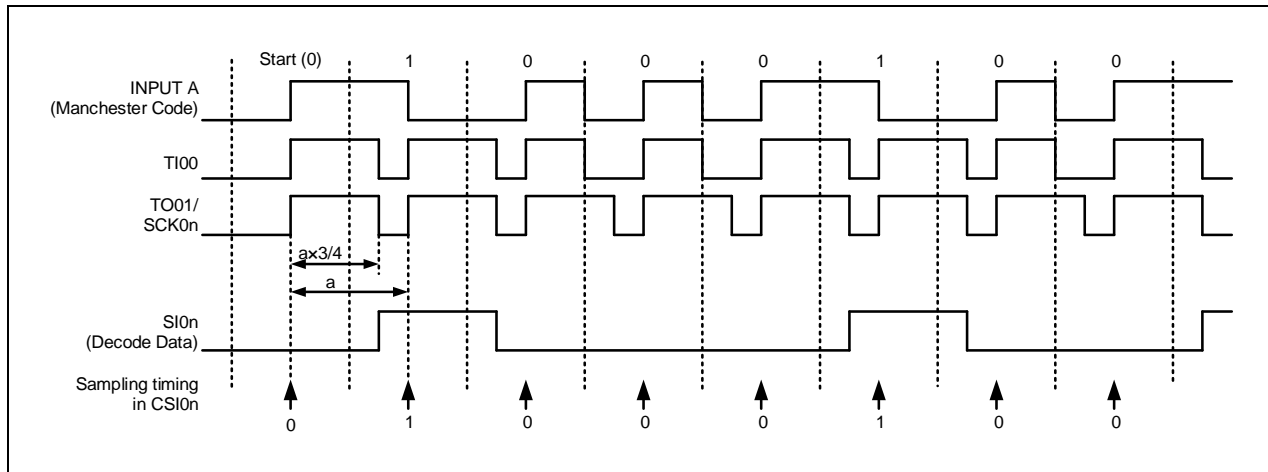 Start (0) 1 0 0 0 1 0 0
INPUT A
(Manchester Code)
TI00
TO01/
SCK0n
a×3/4
a
SI0n
(Decode Data)
Sampling timing
in CSI0n
0 1 0 0 0 1 0 0